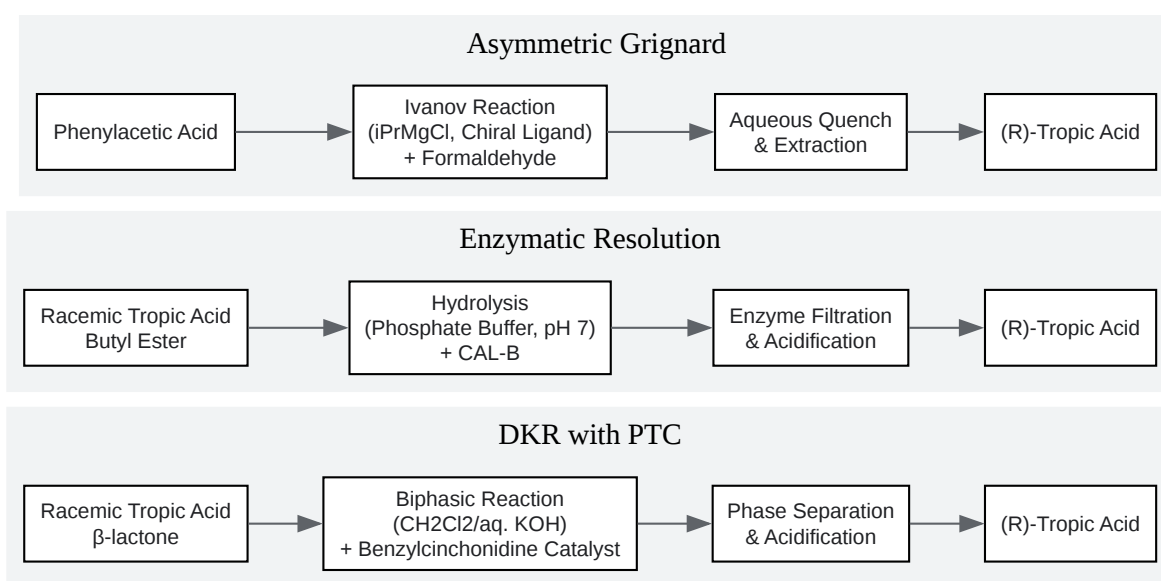 Asymmetric Grignard
Phenylacetic Acid
Ivanov Reaction
(iPrMgCl, Chiral Ligand)
+ Formaldehyde
Aqueous Quench
& Extraction
(R)-Tropic Acid
Enzymatic Resolution
Racemic Tropic Acid
Butyl Ester
Hydrolysis
(Phosphate Buffer, pH 7)
+ CAL-B
Enzyme Filtration
& Acidification
(R)-Tropic Acid
DKR with PTC
Racemic Tropic Acid
β-lactone
Biphasic Reaction
(CH2Cl2/aq. KOH)
+ Benzylcinchonidine Catalyst
Phase Separation
& Acidification
(R)-Tropic Acid